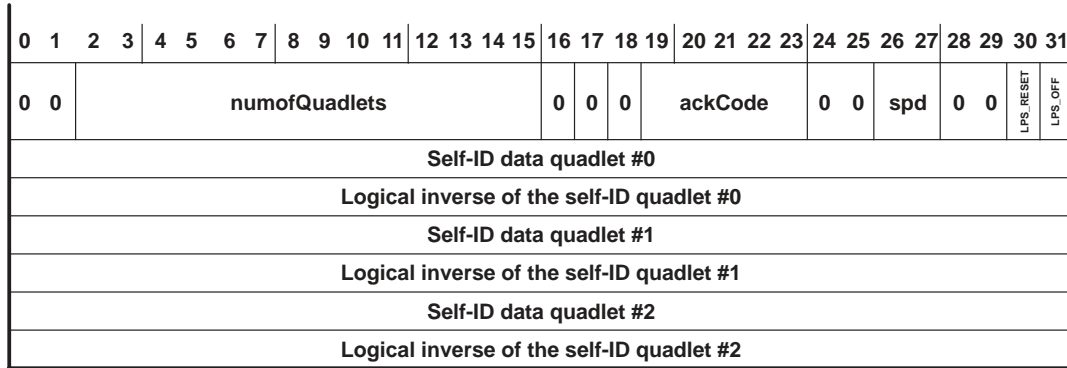 0 1 2 3 4 5 6 7 8 9 10 11 12 13 14 15 16 17 18 19 20 21 22 23 24 25 26 27 28 29 30 31
0 0 numofQuadlets 0 0 0 ackCode 0 0 spd 0 0 LPS_RESET LPS_OFF
Self-ID data quadlet #0
Logical inverse of the self-ID quadlet #0
Self-ID data quadlet #1
Logical inverse of the self-ID quadlet #1
Self-ID data quadlet #2
Logical inverse of the self-ID quadlet #2